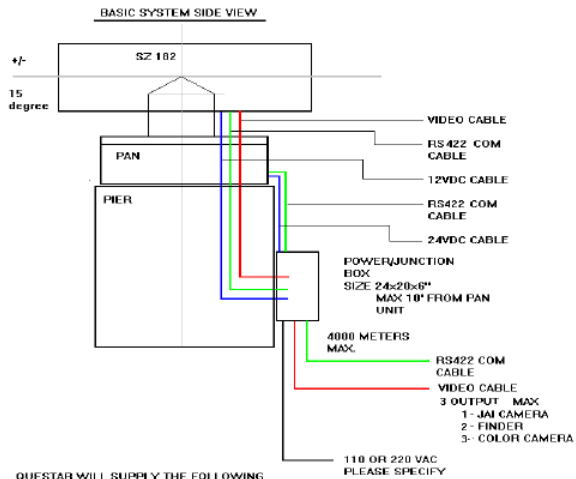 BASIC SYSTEM SIDE VIEW
+/-
SZ 182
15
degree
VIDEO CABLE
RS422 COM
CABLE
PAN
12VDC CABLE
PIER
RS422 COM
CABLE
24VDC CABLE
POWER/JUNCTION
BOX
SIZE 24x20x6"
MAX 10' FROM PAN
UNIT
4000 METERS
MAX.
RS422 COM
CABLE
VIDEO CABLE
3 OUTPUT MAX
1 - JAI CAMERA
2 - FINDER
3- COLOR CAMERA
110 OR 220 VAC
PLEASE SPECIFY
QUESTAR WILL SUPPLY THE FOLLOWING